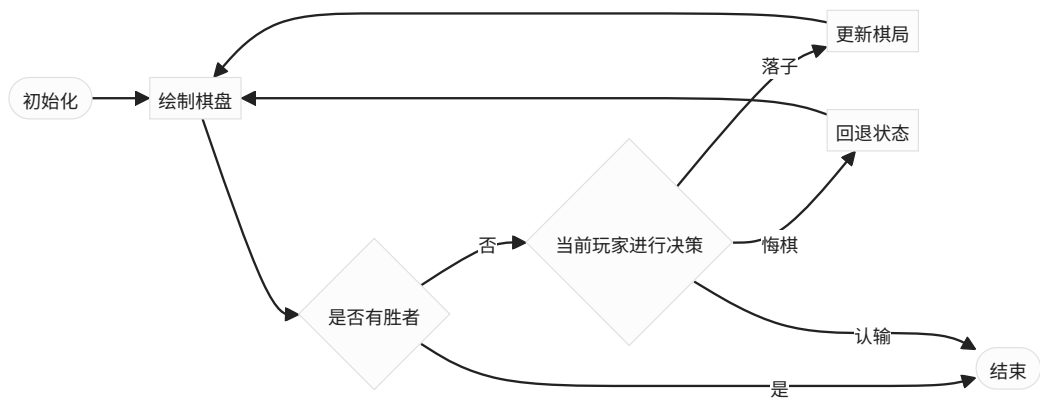 更新棋局
落子
初始化
绘制棋盘
回退状态
否
当前玩家进行决策
悔棋
是否有胜者
认输
结束
是